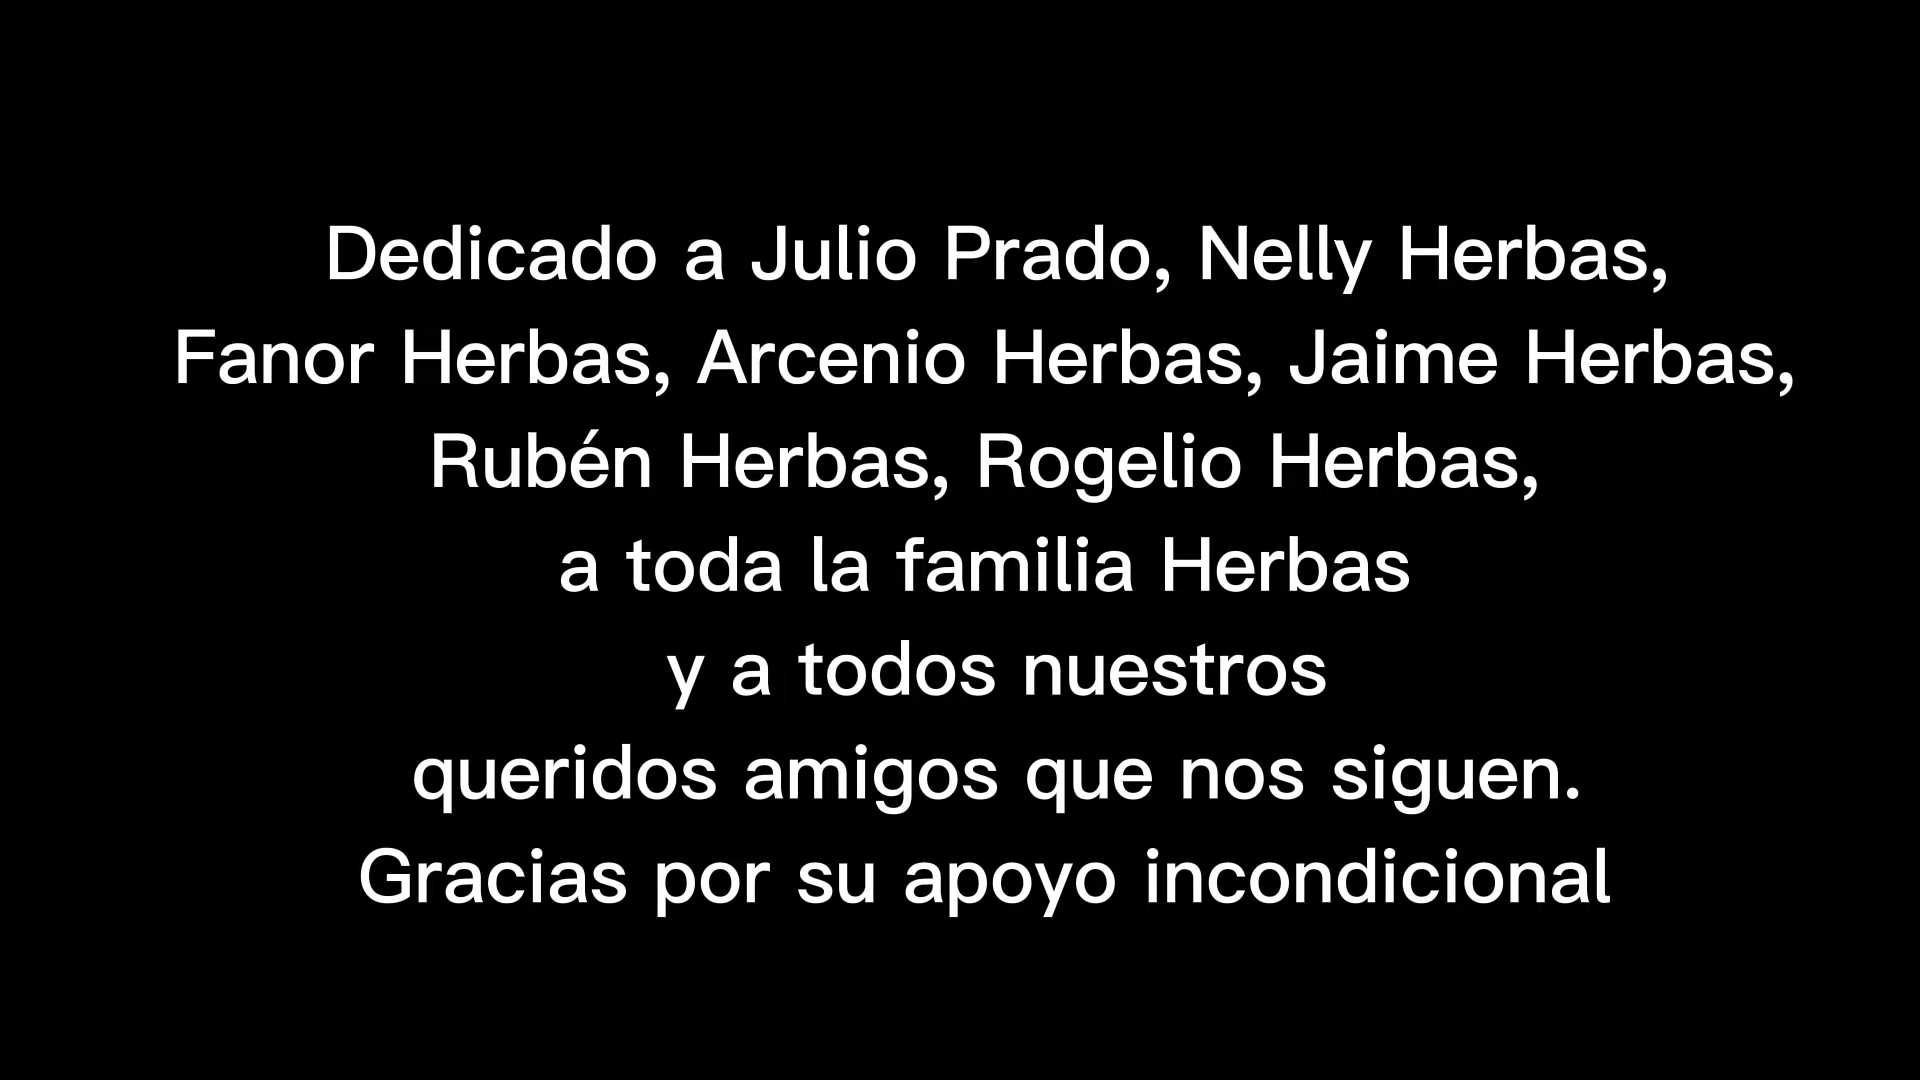 Dedicado a Julio Prado, Nelly Herbas,
Fanor Herbas, Arcenio Herbas, Jaime Herbas,
Rubén Herbas, Rogelio Herbas,
a toda la familia Herbas
y a todos nuestros
queridos amigos que nos siguen.
Gracias por su apoyo incondicional